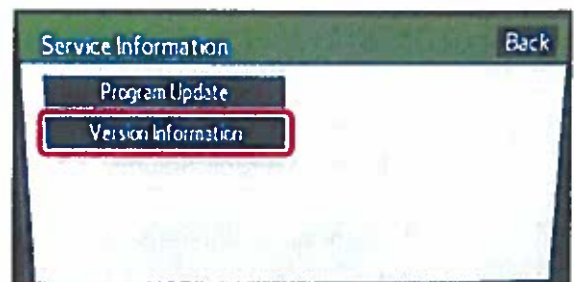 Service Information
Back
Program Update
Version Information